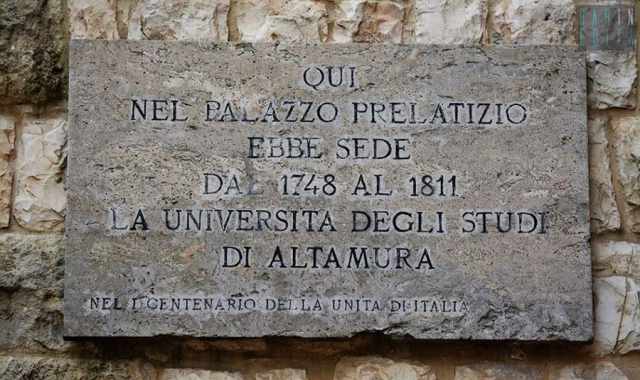 QUI
NEL PALAZZO PRELATIZIO
EBBE SEDE
DAL 1748 AL 1811
LA UNIVERSITA DEGLI STUDI
DI ALTAMURA
NEL I CENTENARIO DELLA UNITA DI ITALIA